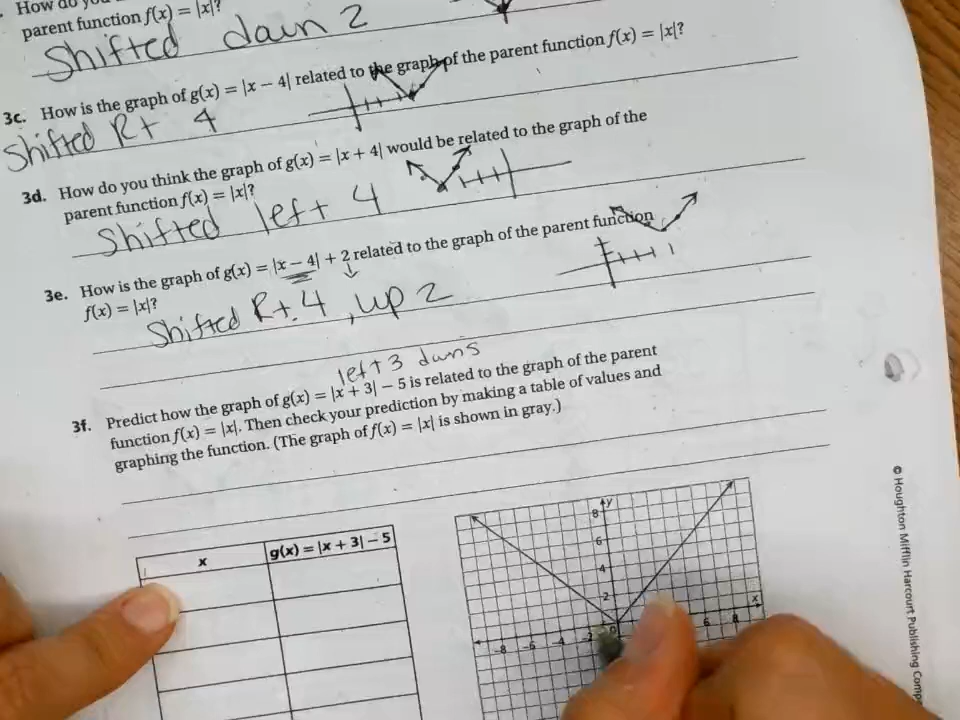 How do you
parent function f(x) = |x|?
Shifted down 2
3c. How is the graph of g(x) = |x − 4| related to the graph of the parent function f(x) = |x|?
Shifted Rt 4
3d. How do you think the graph of g(x) = |x + 4| would be related to the graph of the
parent function f(x) = |x|?
Shifted left 4
3e. How is the graph of g(x) = |x − 4| + 2 related to the graph of the parent function
f(x) = |x|?
Shifted Rt. 4, up 2
left 3 down 5
3f. Predict how the graph of g(x) = |x + 3| − 5 is related to the graph of the parent
function f(x) = |x|. Then check your prediction by making a table of values and
graphing the function. (The graph of f(x) = |x| is shown in gray.)
x g(x) = |x + 3| − 5
y
8
6
4
2
x
-8 -6 -4 -2 0 6 8
© Houghton Mifflin Harcourt Publishing Comp